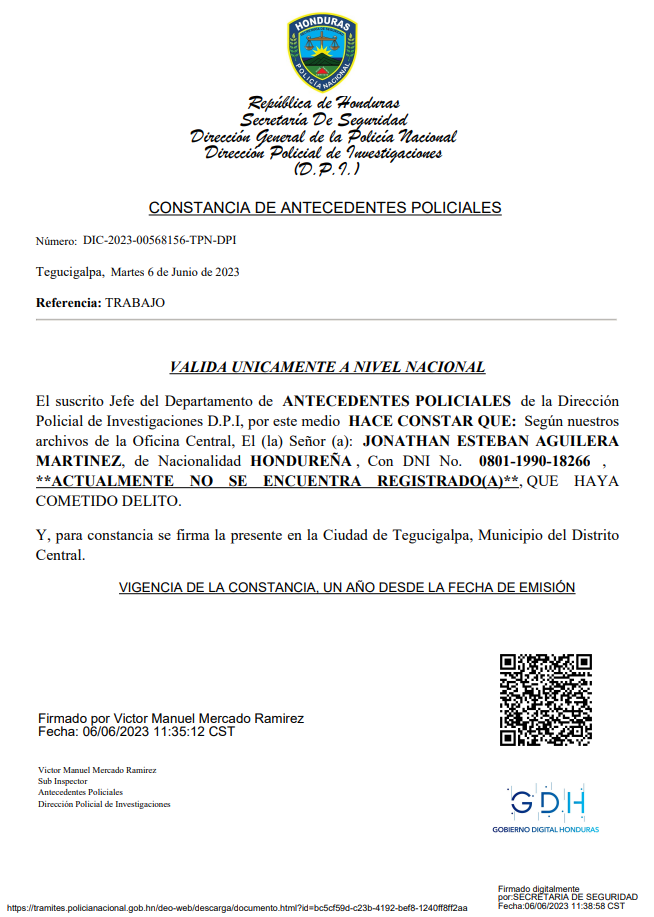 HONDURAS
POLICÍA NACIONAL
República de Honduras
Secretaría De Seguridad
Dirección General de la Policía Nacional
Dirección Policial de Investigaciones
(D.P.I.)
CONSTANCIA DE ANTECEDENTES POLICIALES
Número: DIC-2023-00568156-TPN-DPI
Tegucigalpa, Martes 6 de Junio de 2023
Referencia: TRABAJO
VALIDA UNICAMENTE A NIVEL NACIONAL
El suscrito Jefe del Departamento de ANTECEDENTES POLICIALES de la Dirección
Policial de Investigaciones D.P.I, por este medio HACE CONSTAR QUE: Según nuestros
archivos de la Oficina Central, El (la) Señor (a): JONATHAN ESTEBAN AGUILERA
MARTINEZ, de Nacionalidad HONDUREÑA , Con DNI No. 0801-1990-18266 ,
**ACTUALMENTE NO SE ENCUENTRA REGISTRADO(A)**, QUE HAYA
COMETIDO DELITO.
Y, para constancia se firma la presente en la Ciudad de Tegucigalpa, Municipio del Distrito
Central.
VIGENCIA DE LA CONSTANCIA, UN AÑO DESDE LA FECHA DE EMISIÓN
Firmado por Victor Manuel Mercado Ramirez
Fecha: 06/06/2023 11:35:12 CST
Victor Manuel Mercado Ramirez
Sub Inspector
Antecedentes Policiales
Dirección Policial de Investigaciones
GDH
GOBIERNO DIGITAL HONDURAS
Firmado digitalmente
por:SECRETARIA DE SEGURIDAD
Fecha:06/06/2023 11:38:58 CST
https://tramites.policianacional.gob.hn/deo-web/descarga/documento.html?id=bc5cf59d-c23b-4192-bef8-1240ff8ff2aa